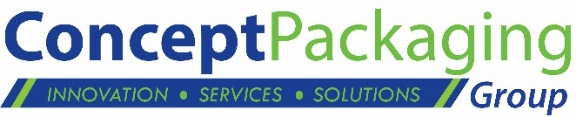 ConceptPackaging
INNOVATION • SERVICES • SOLUTIONS Group